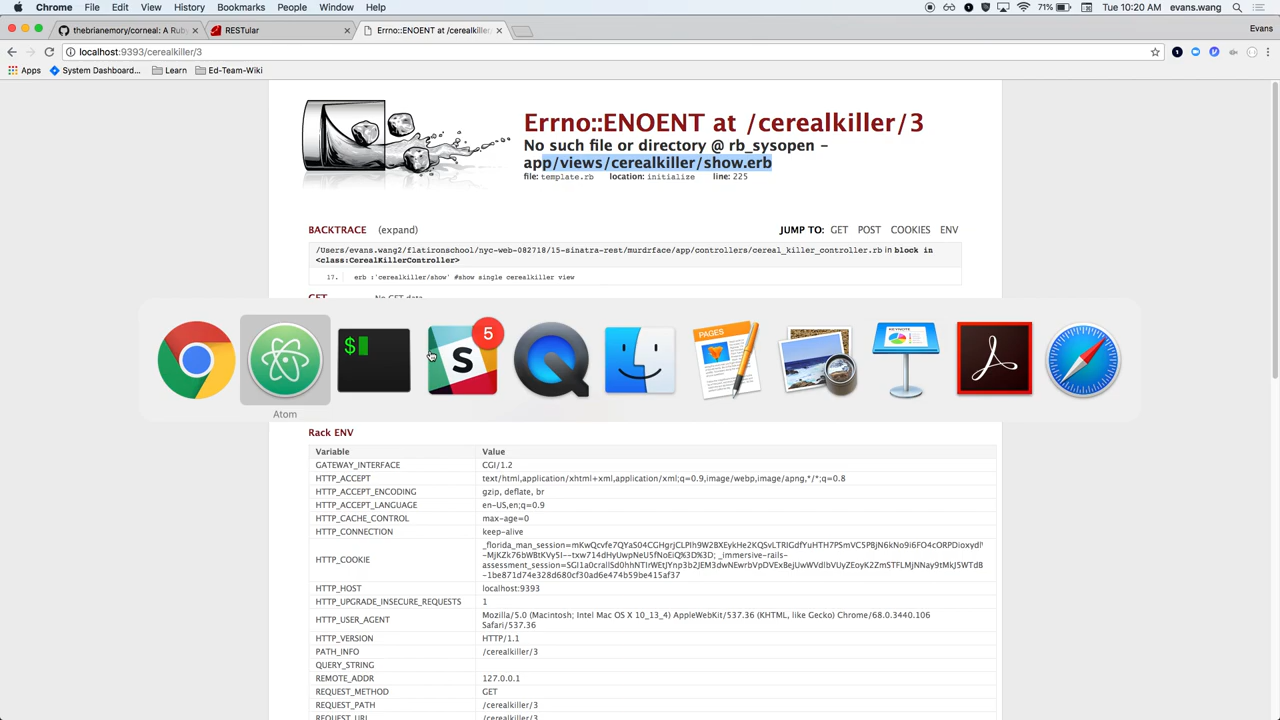 Chrome File Edit View History Bookmarks People Window Help 71% Tue 10:20 AM evans.wang
thebrianemory/corneal: A Rub RESTular Errno::ENOENT at /cerealkiller Evans
localhost:9393/cerealkiller/3
Apps System Dashboard... Learn Ed-Team-Wiki
Errno::ENOENT at /cerealkiller/3
No such file or directory @ rb_sysopen -
app/views/cerealkiller/show.erb
file: template.rb location: initialize line: 225
BACKTRACE (expand) JUMP TO: GET POST COOKIES ENV
/Users/evans.wang2/flatironschool/nyc-web-082718/15-sinatra-rest/murdrface/app/controllers/cereal_killer_controller.rb in block in
<class:CerealKillerController>
17. erb :'cerealkiller/show' #show single cerealkiller view
GET No GET data
$
5
S
PAGES
Atom
Rack ENV
Variable Value
GATEWAY_INTERFACE CGI/1.2
HTTP_ACCEPT text/html,application/xhtml+xml,application/xml;q=0.9,image/webp,image/apng,*/*;q=0.8
HTTP_ACCEPT_ENCODING gzip, deflate, br
HTTP_ACCEPT_LANGUAGE en-US,en;q=0.9
HTTP_CACHE_CONTROL max-age=0
HTTP_CONNECTION keep-alive
HTTP_COOKIE
HTTP_HOST localhost:9393
HTTP_UPGRADE_INSECURE_REQUESTS 1
HTTP_USER_AGENT Mozilla/5.0 (Macintosh; Intel Mac OS X 10_13_4) AppleWebKit/537.36 (KHTML, like Gecko) Chrome/68.0.3440.106
Safari/537.36
HTTP_VERSION HTTP/1.1
PATH_INFO /cerealkiller/3
QUERY_STRING
REMOTE_ADDR 127.0.0.1
REQUEST_METHOD GET
REQUEST_PATH /cerealkiller/3
REQUEST_URI /cerealkiller/3